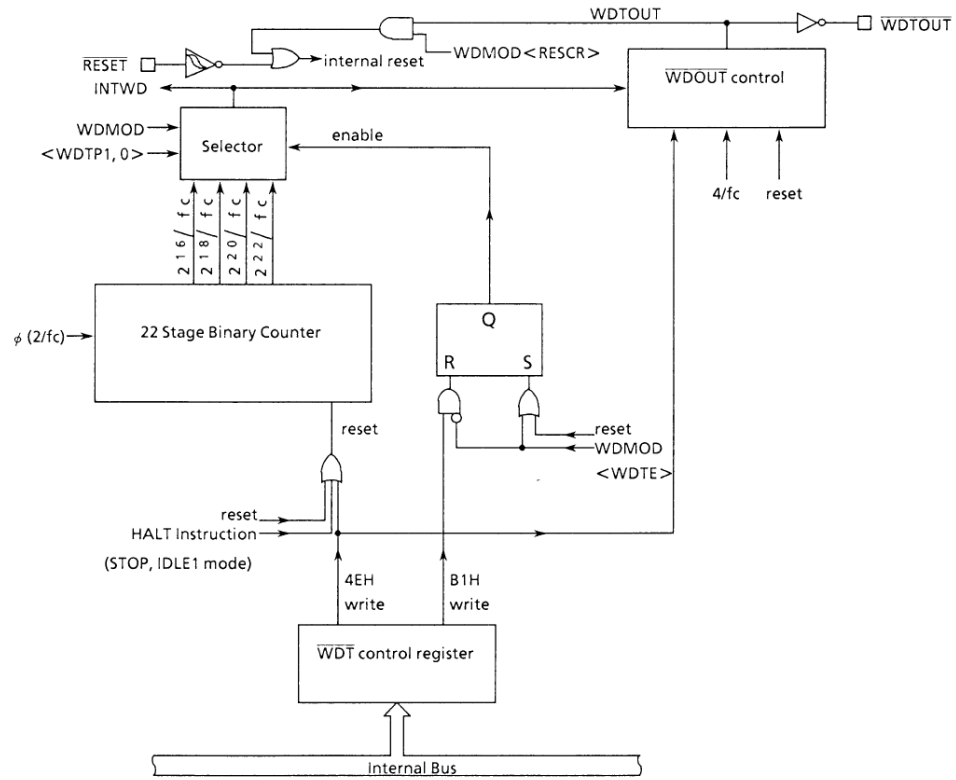 WDTOUT
WDTOUT
RESET
internal reset
WDMOD<RESCR>
WDOUT control
INTWD
WDMOD
<WDTP1, 0>
Selector
enable
4/fc
reset
216/fc
218/fc
220/fc
222/fc
22 Stage Binary Counter
φ (2/fc)
Q
R
S
reset
reset
WDMOD
<WDTE>
reset
HALT Instruction
(STOP, IDLE1 mode)
4EH
write
B1H
write
WDT control register
Internal Bus